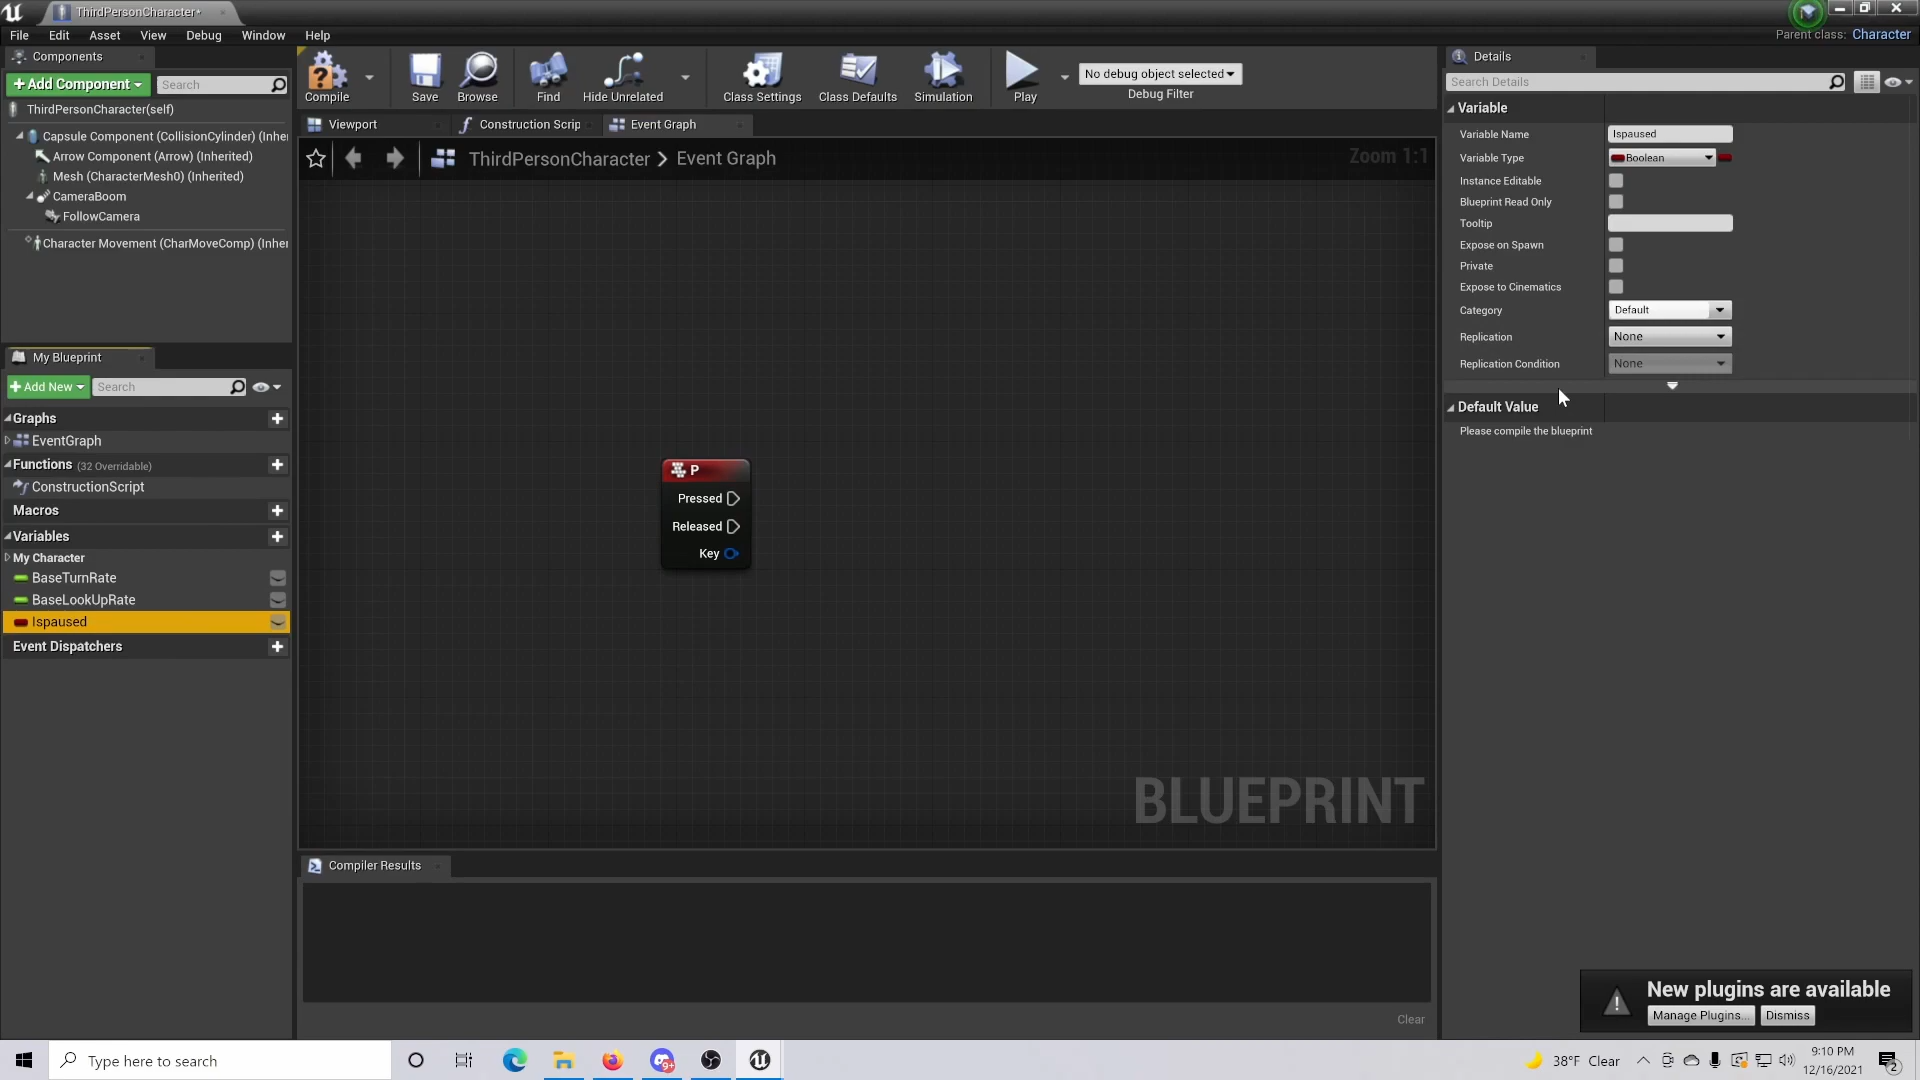 ThirdPersonCharacter*
File Edit Asset View Debug Window Help
Parent class: Character
Components
+ Add Component
Search
ThirdPersonCharacter(self)
Capsule Component (CollisionCylinder) (Inher
Arrow Component (Arrow) (Inherited)
Mesh (CharacterMesh0) (Inherited)
CameraBoom
FollowCamera
Character Movement (CharMoveComp) (Inher
My Blueprint
+ Add New
Search
Graphs
EventGraph
Functions (32 Overridable)
ConstructionScript
Macros
Variables
My Character
BaseTurnRate
BaseLookUpRate
Ispaused
Event Dispatchers
Compile
Save
Browse
Find
Hide Unrelated
Class Settings
Class Defaults
Simulation
Play
No debug object selected
Debug Filter
Viewport
Construction Scrip
Event Graph
ThirdPersonCharacter > Event Graph
Zoom 1:1
P
Pressed
Released
Key
BLUEPRINT
Compiler Results
Clear
Details
Search Details
Variable
Variable Name Ispaused
Variable Type Boolean
Instance Editable
Blueprint Read Only
Tooltip
Expose on Spawn
Private
Expose to Cinematics
Category Default
Replication None
Replication Condition None
Default Value
Please compile the blueprint
New plugins are available
Manage Plugins... Dismiss
Type here to search
9+
38°F Clear
9:10 PM
12/16/2021
2